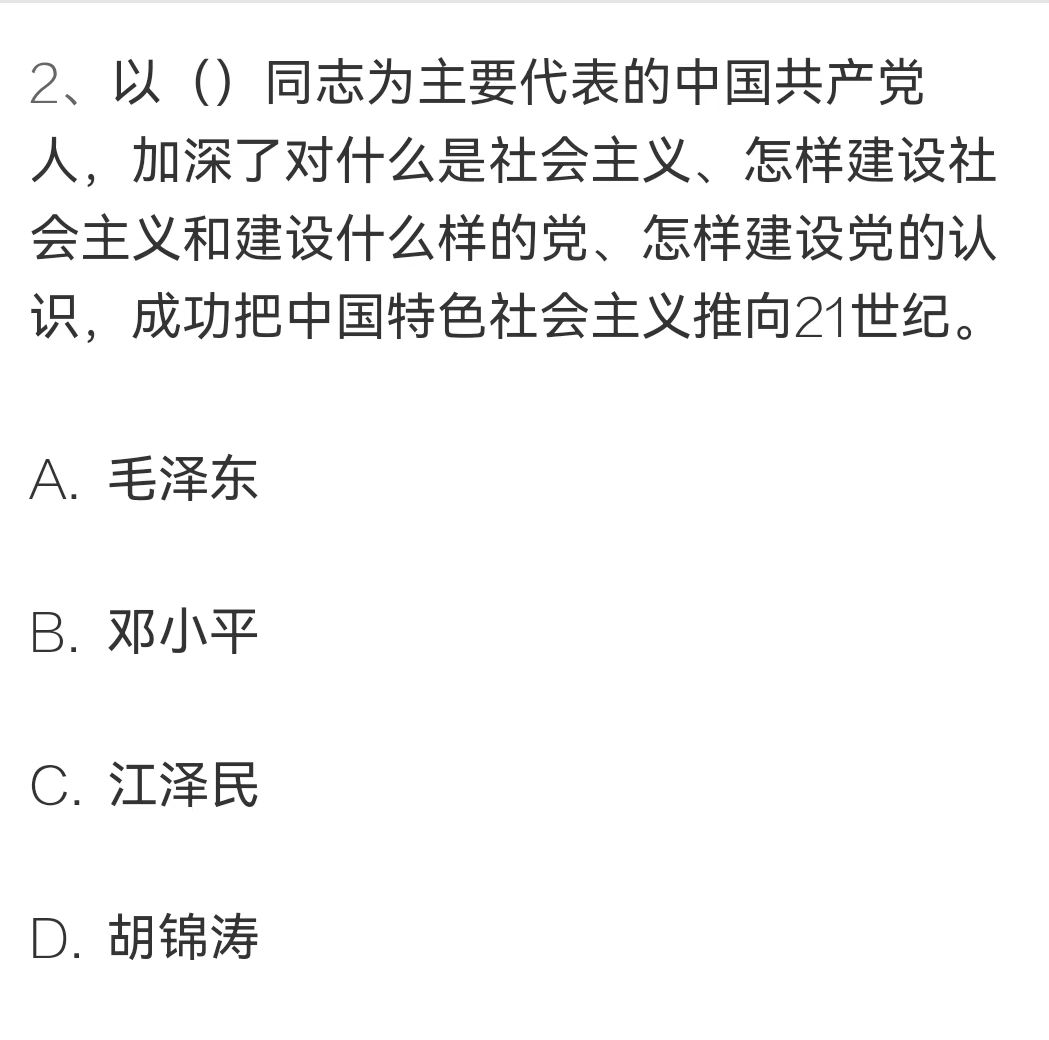 2、以（）同志为主要代表的中国共产党
人，加深了对什么是社会主义、怎样建设社
会主义和建设什么样的党、怎样建设党的认
识，成功把中国特色社会主义推向21世纪。
A. 毛泽东
B. 邓小平
C. 江泽民
D. 胡锦涛